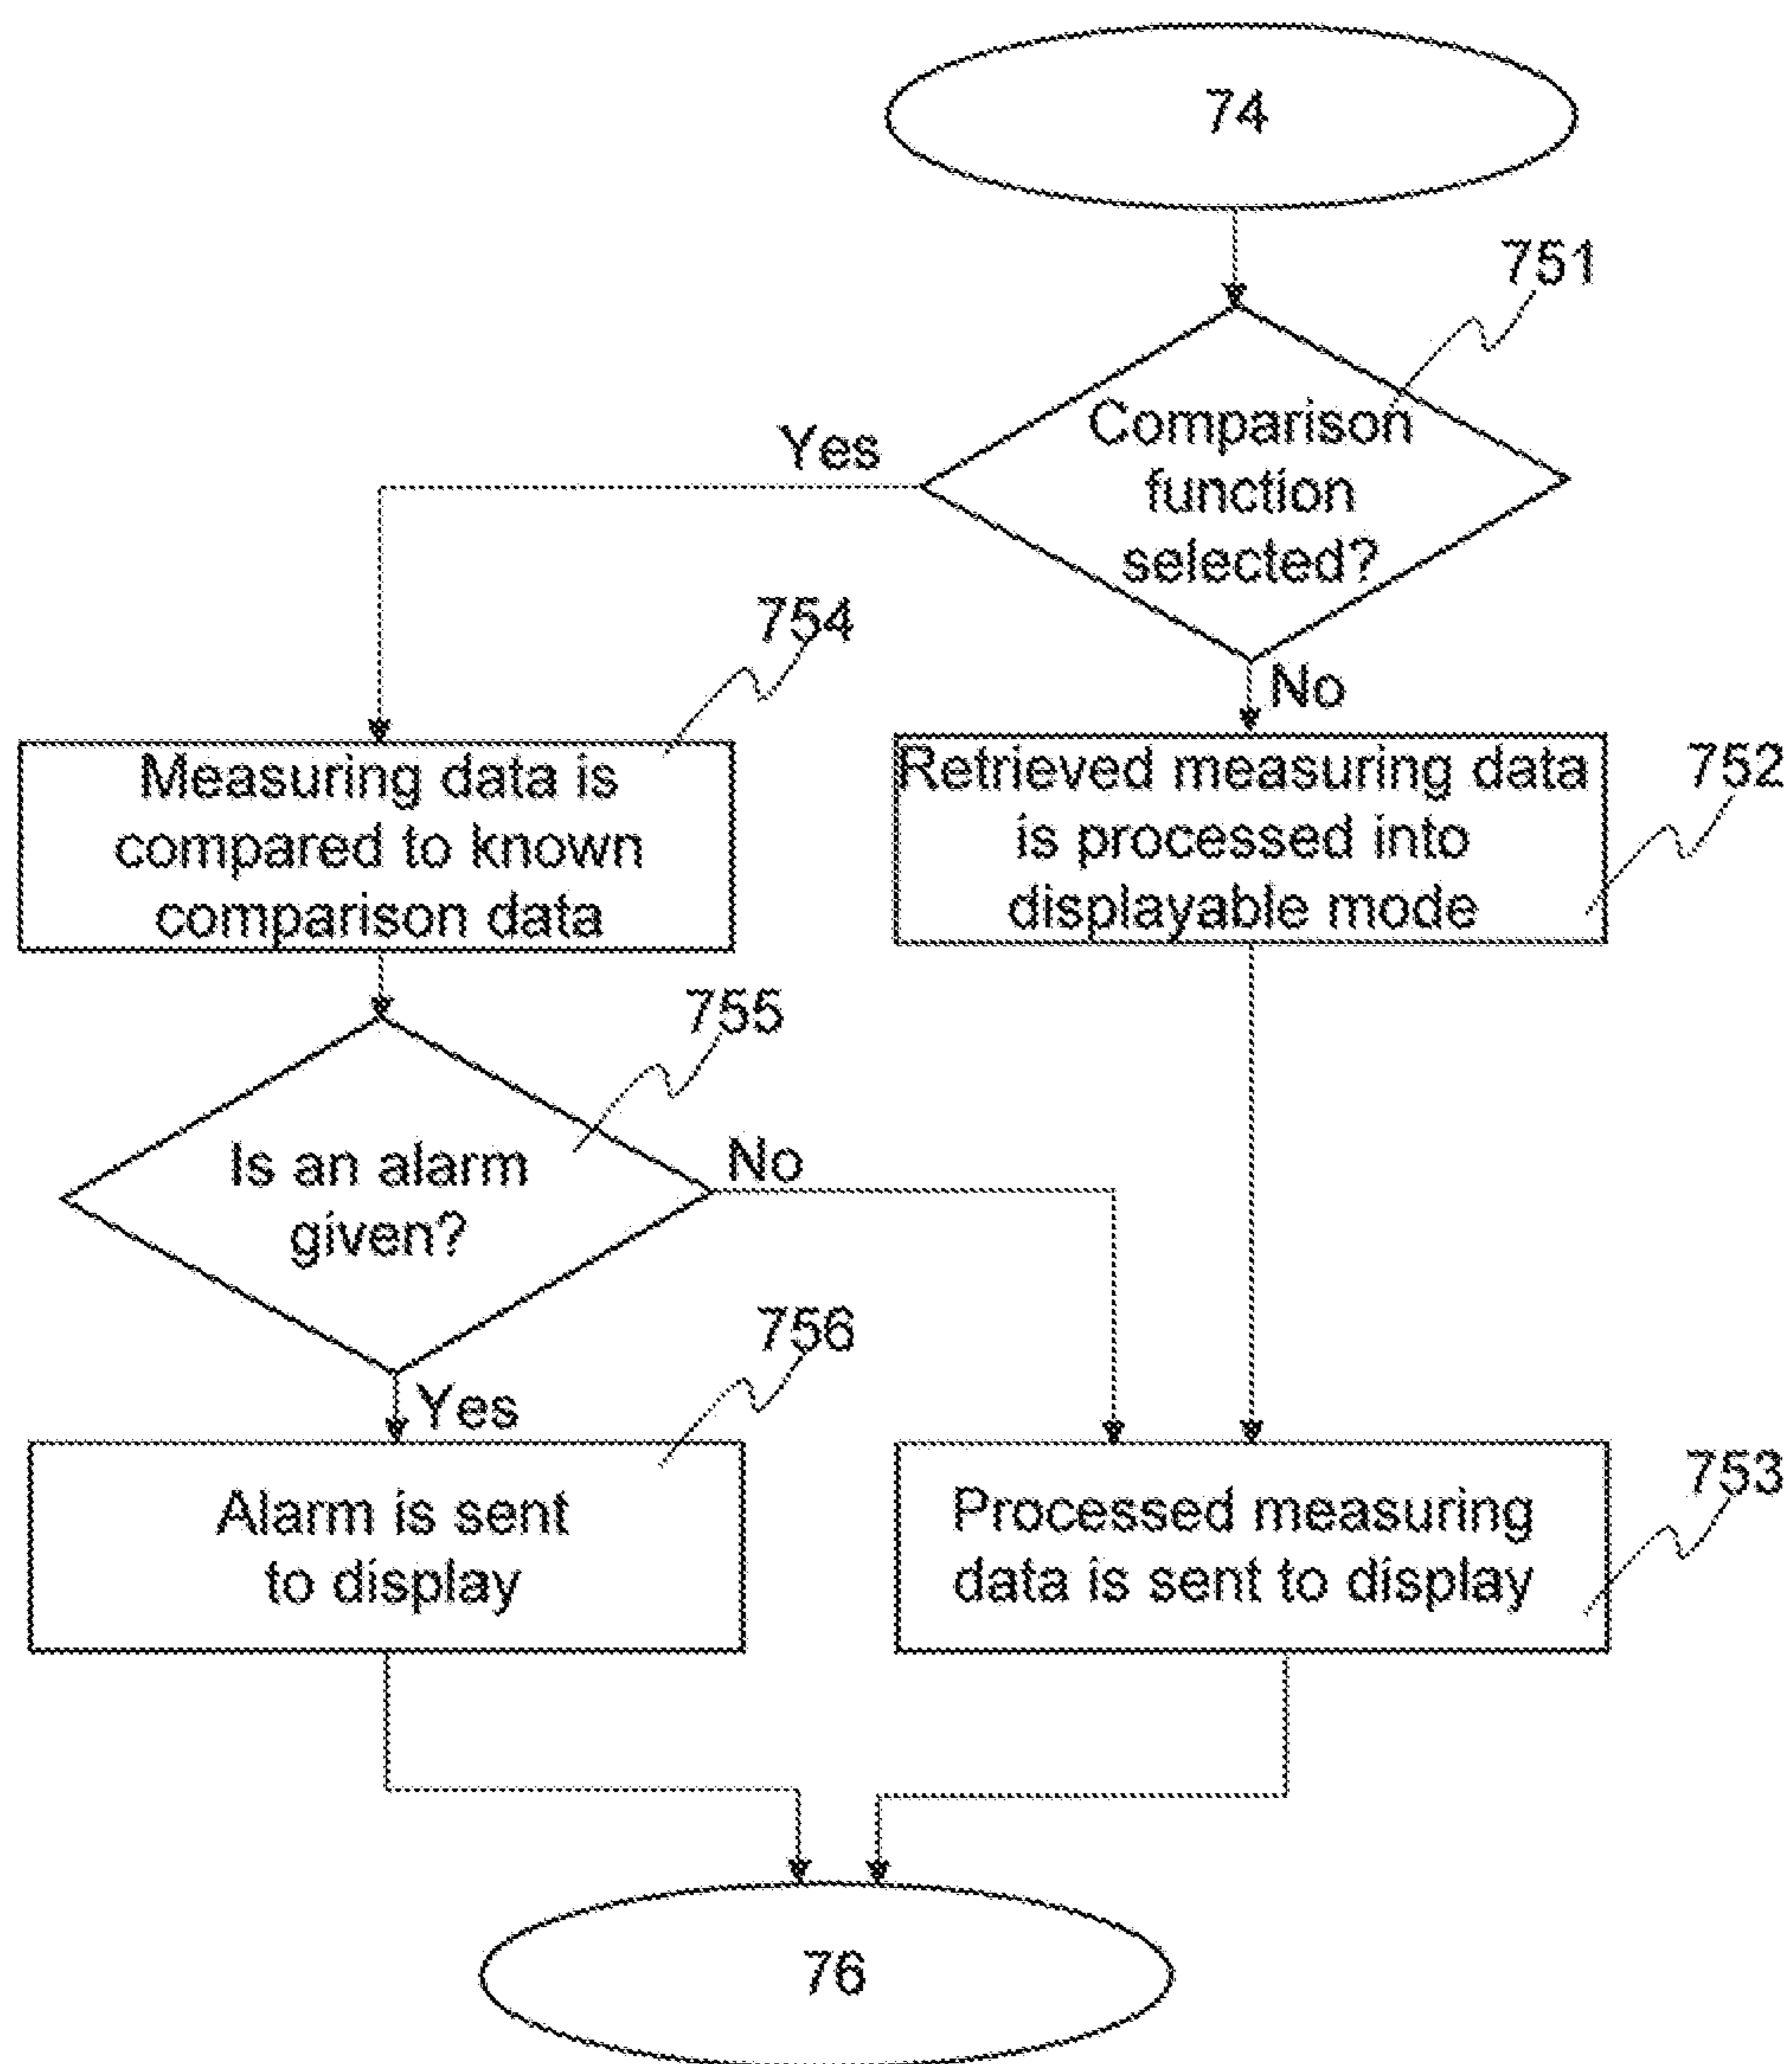 74
751
Comparison
function
selected?
Yes
No
754
Measuring data is
compared to known
comparison data
752
Retrieved measuring data
is processed into
displayable mode
755
Is an alarm
given?
No
Yes
756
Alarm is sent
to display
753
Processed measuring
data is sent to display
76